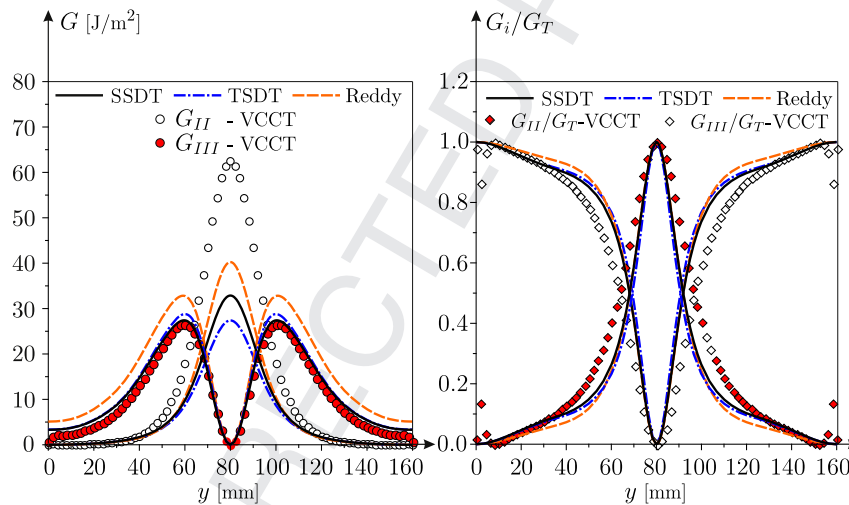 G [J/m²]
80
70
60
50
40
30
20
10
0
SSDT TSDT Reddy
G_II - VCCT
G_III - VCCT
0 20 40 60 80 100 120 140 160
y [mm]
G_i/G_T
1.2
1.0
0.8
0.6
0.4
0.2
0.0
SSDT TSDT Reddy
G_II/G_T-VCCT G_III/G_T-VCCT
0 20 40 60 80 100 120 140 160
y [mm]
RECTED